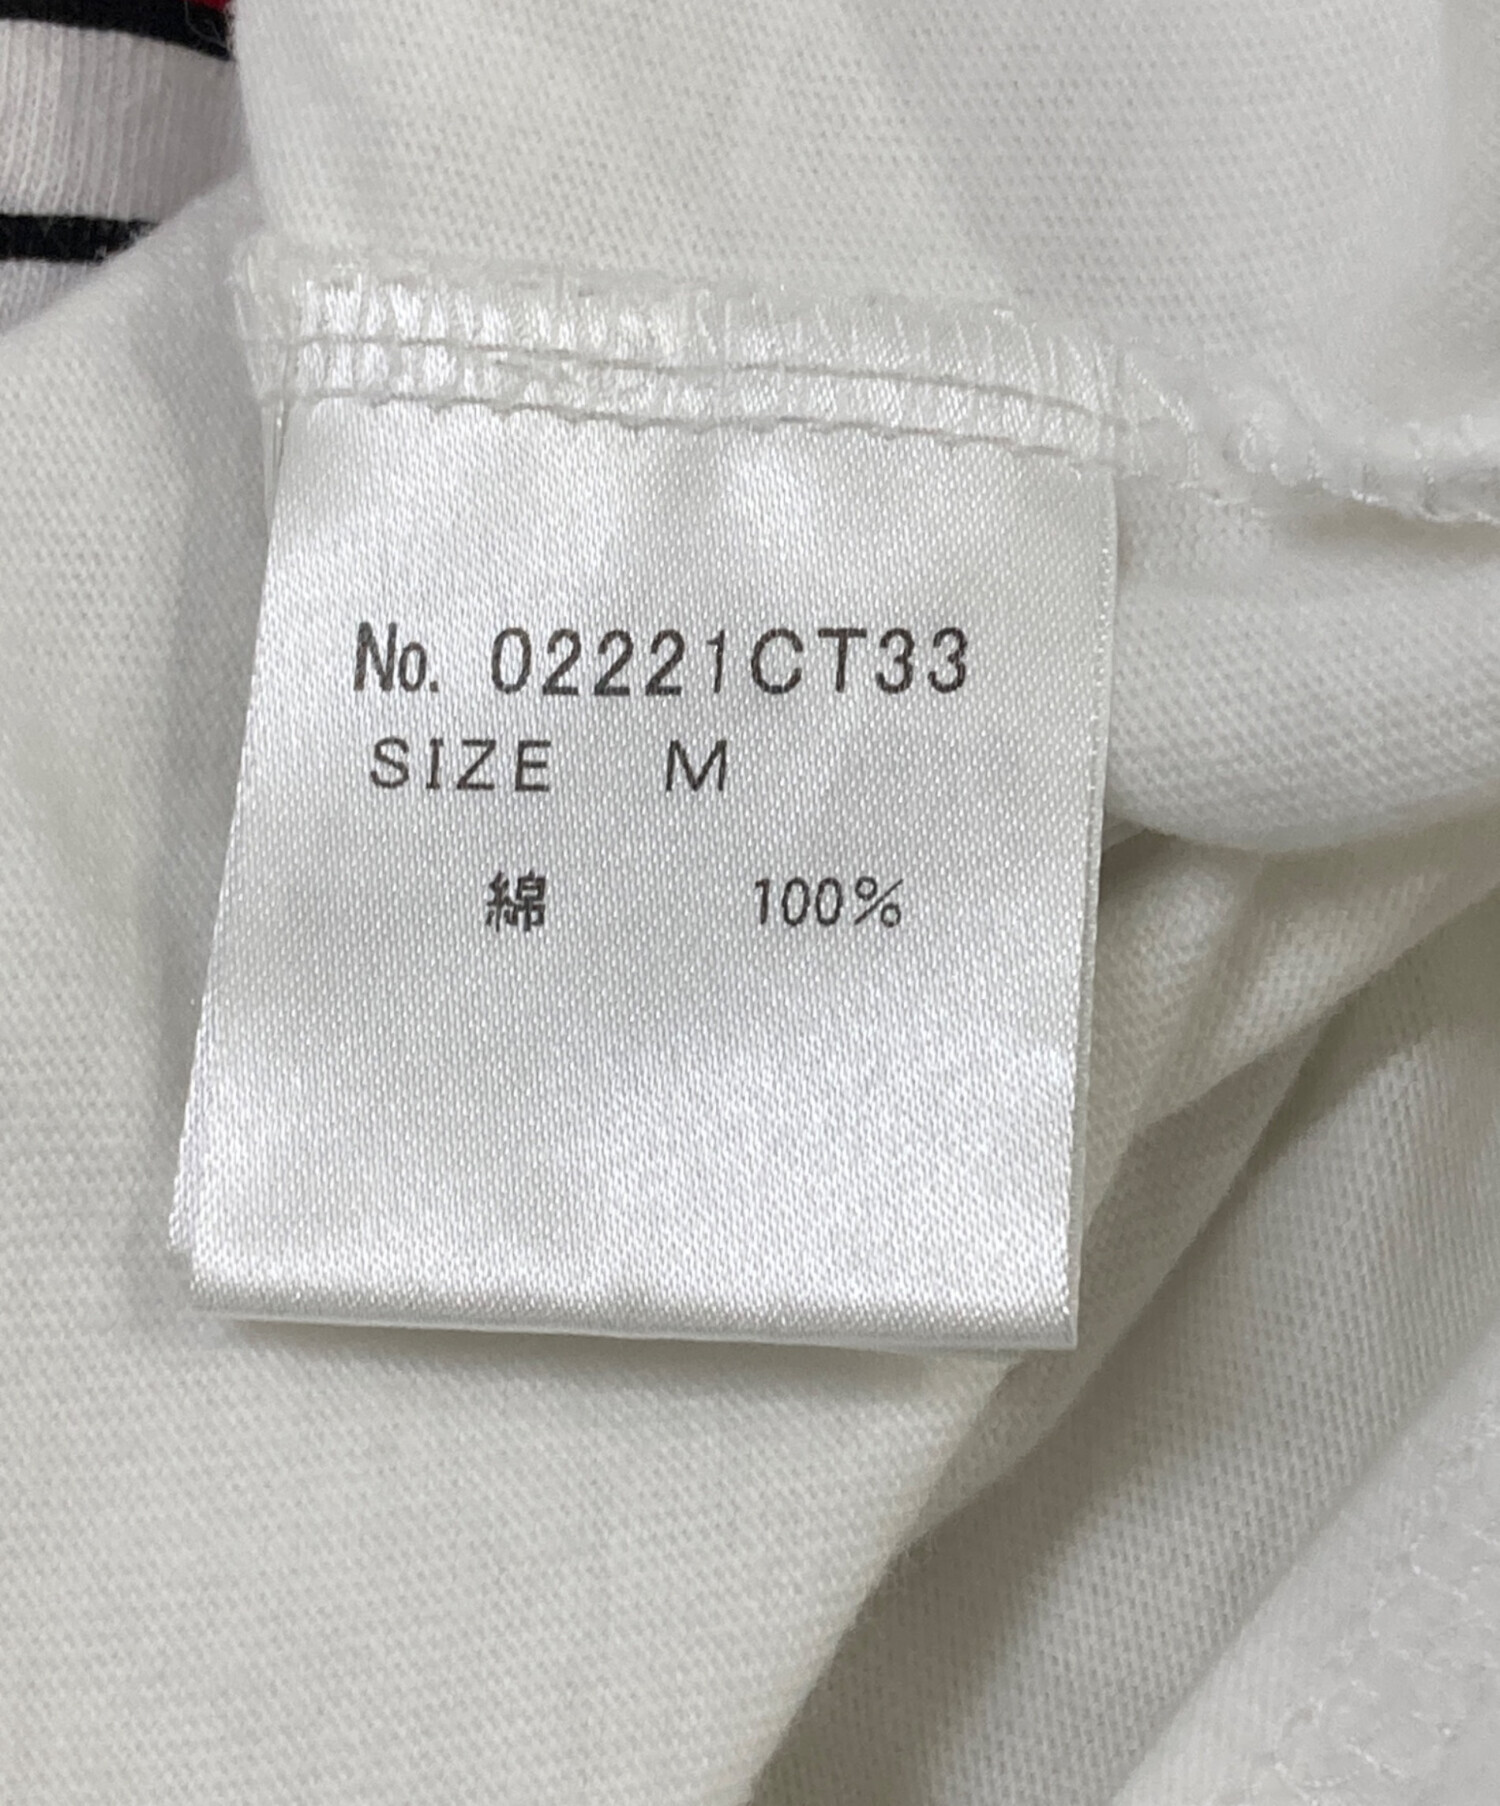 No. 02221CT33
SIZE M
綿 100%